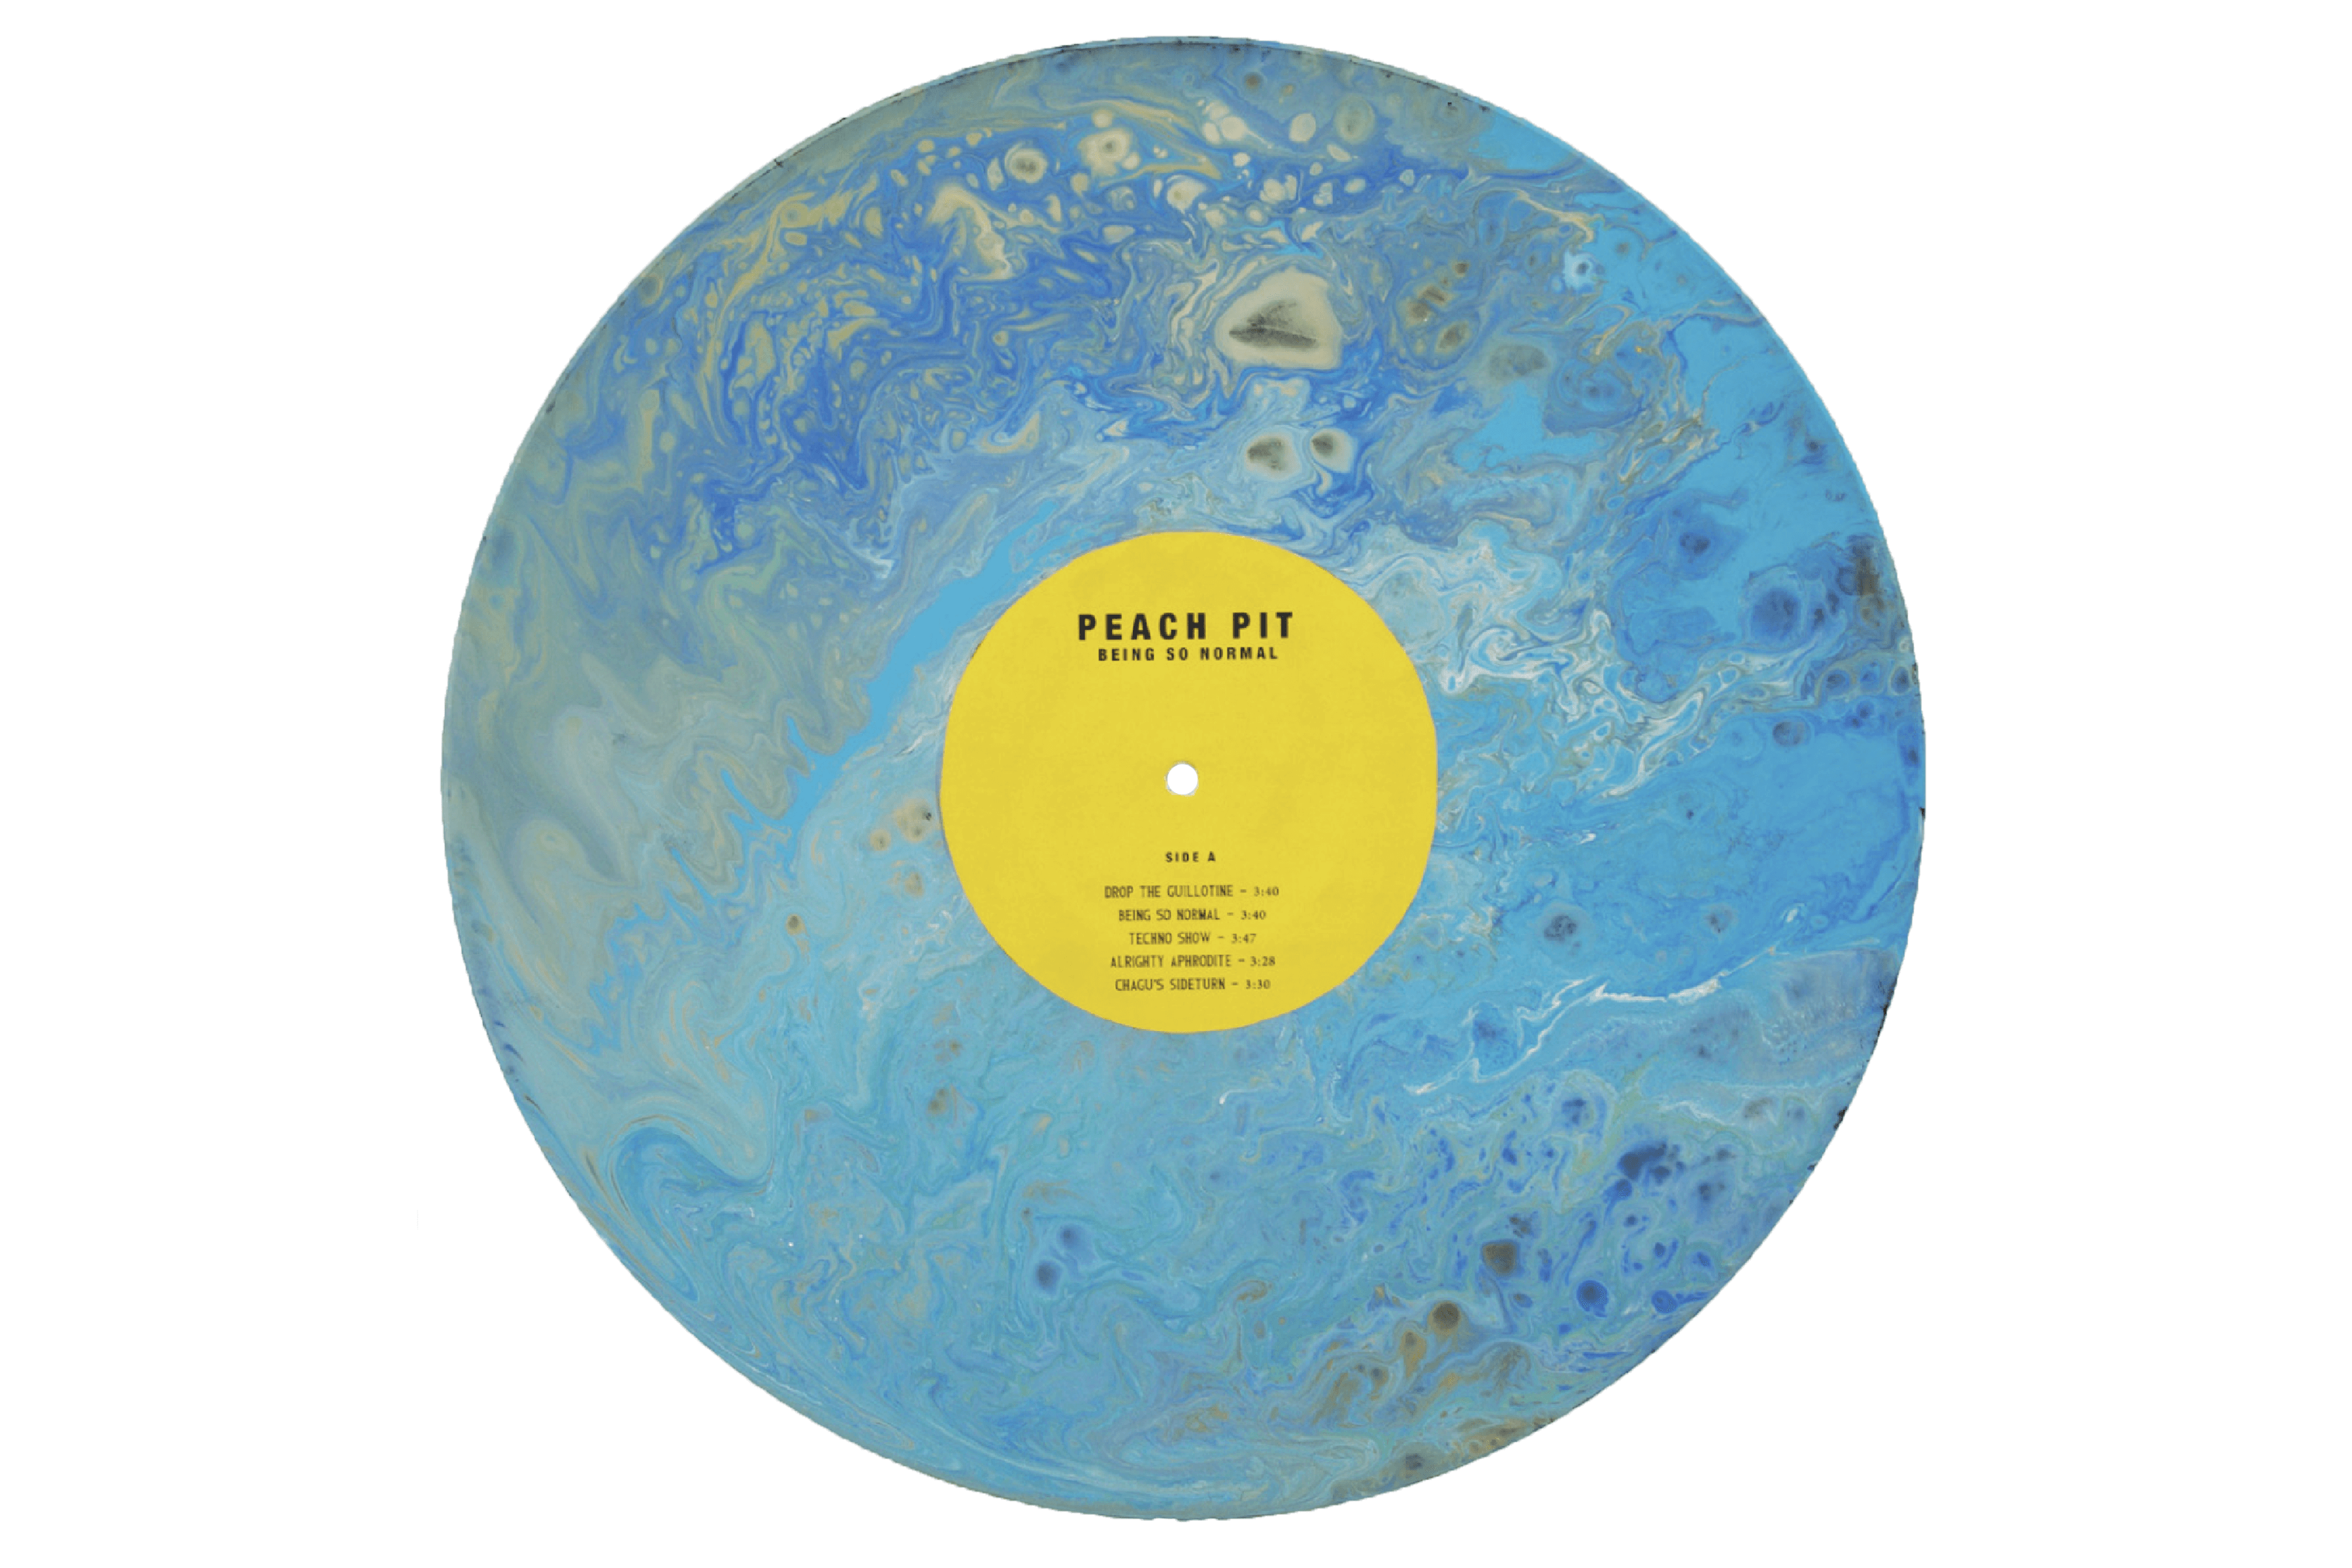 PEACH PIT
BEING SO NORMAL
SIDE A
DROP THE GUILLOTINE – 3:40
BEING SO NORMAL – 3:40
TECHNO SHOW – 3:47
ALRIGHTY APHRODITE – 3:28
CHAGU'S SIDETURN – 3:30